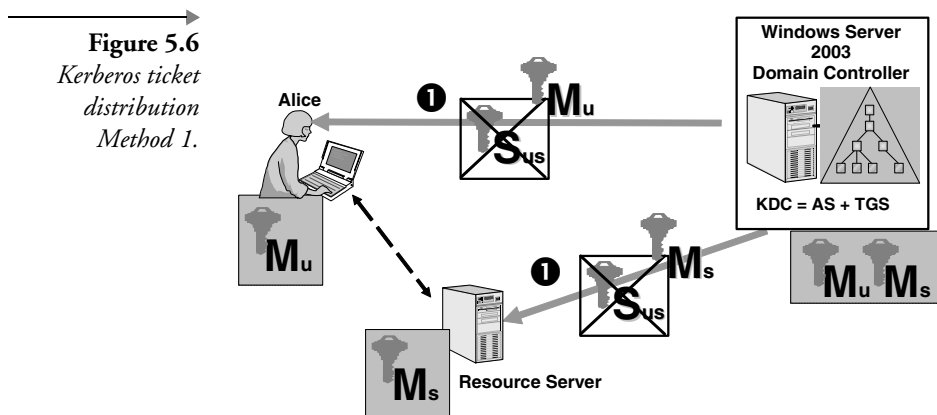 Figure 5.6
Kerberos ticket
distribution
Method 1.
Windows Server
2003
Domain Controller
KDC = AS + TGS
Alice
❶
Mu
Sus
Mu
❶
Ms
Sus
Mu Ms
Ms
Resource Server